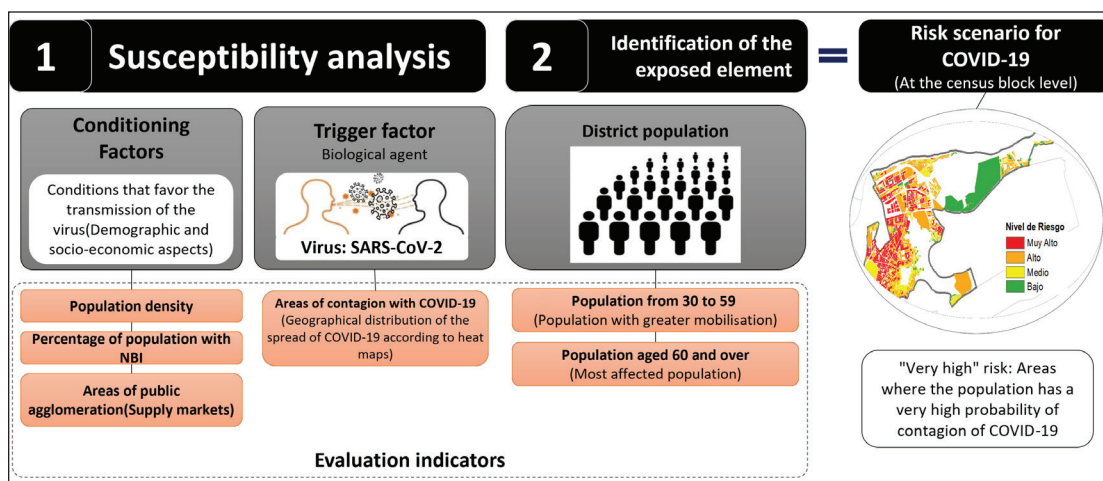 1
Susceptibility analysis
2
Identification of the
exposed element
=
Risk scenario for
COVID-19
(At the census block level)
Conditioning
Factors
Conditions that favor the
transmission of the
virus(Demographic and
socio-economic aspects)
Trigger factor
Biological agent
Virus: SARS-CoV-2
District population
Nivel de Riesgo
Muy Alto
Alto
Medio
Bajo
Population density
Percentage of population with
NBI
Areas of public
agglomeration(Supply markets)
Areas of contagion with COVID-19
(Geographical distribution of the
spread of COVID-19 according to heat
maps)
Population from 30 to 59
(Population with greater mobilisation)
Population aged 60 and over
(Most affected population)
"Very high" risk: Areas
where the population has a
very high probability of
contagion of COVID-19
Evaluation indicators